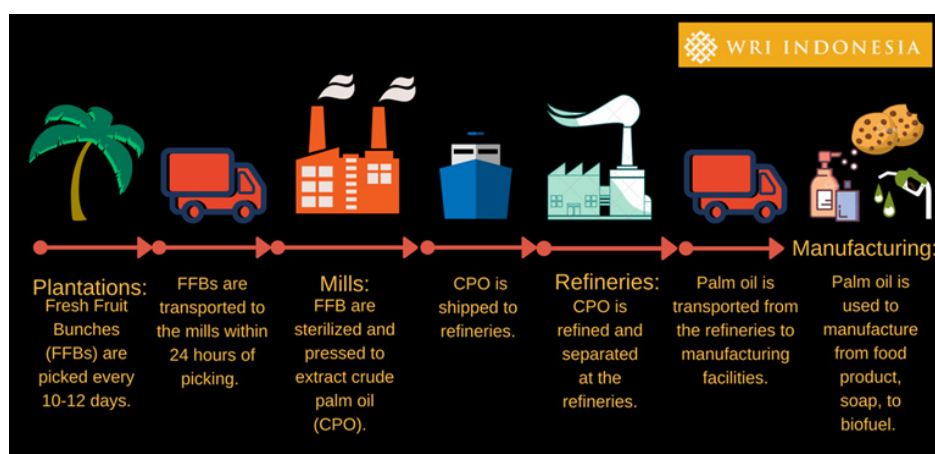 WRI INDONESIA
Plantations:
Fresh Fruit
Bunches
(FFBs) are
picked every
10-12 days.
FFBs are
transported to
the mills within
24 hours of
picking.
Mills:
FFB are
sterilized and
pressed to
extract crude
palm oil
(CPO).
CPO is
shipped to
refineries.
Refineries:
CPO is
refined and
separated
at the
refineries.
Palm oil is
transported from
the refineries to
manufacturing
facilities.
Manufacturing:
Palm oil is
used to
manufacture
from food
product,
soap, to
biofuel.